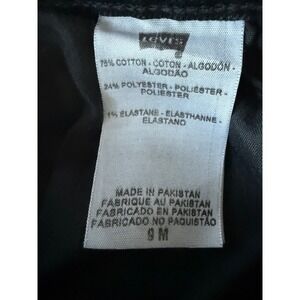 Levi's
75% COTTON - COTON - ALGODÓN -
ALGODÃO
24% POLYESTER - POLIÉSTER -
POLIESTER
1% ELASTANE - ELASTHANNE -
ELASTANO
MADE IN PAKISTAN
FABRIQUE AU PAKISTAN
FABRICADO EN PAKISTAN
FABRICADO NO PAQUISTÃO
9 M